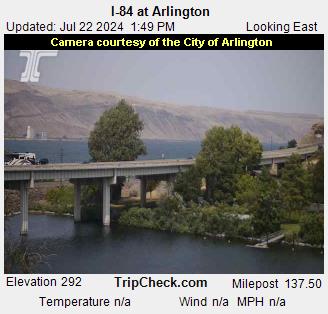 I-84 at Arlington
Updated: Jul 22 2024 1:49 PM Looking East
Camera courtesy of the City of Arlington
Elevation 292 TripCheck.com Milepost 137.50
Temperature n/a Wind n/a MPH n/a